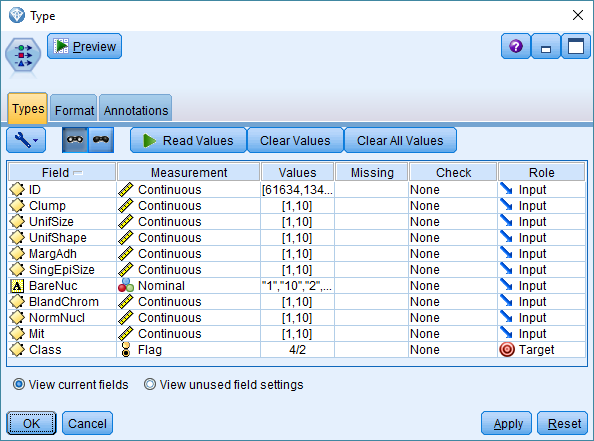 Type
Preview
Types Format Annotations
Read Values Clear Values Clear All Values
Field Measurement Values Missing Check Role
ID Continuous [61634,134... None Input
Clump Continuous [1,10] None Input
UnifSize Continuous [1,10] None Input
UnifShape Continuous [1,10] None Input
MargAdh Continuous [1,10] None Input
SingEpiSize Continuous [1,10] None Input
A BareNuc Nominal "1","10","2",... None Input
BlandChrom Continuous [1,10] None Input
NormNucl Continuous [1,10] None Input
Mit Continuous [1,10] None Input
Class Flag 4/2 None Target
View current fields View unused field settings
OK Cancel Apply Reset